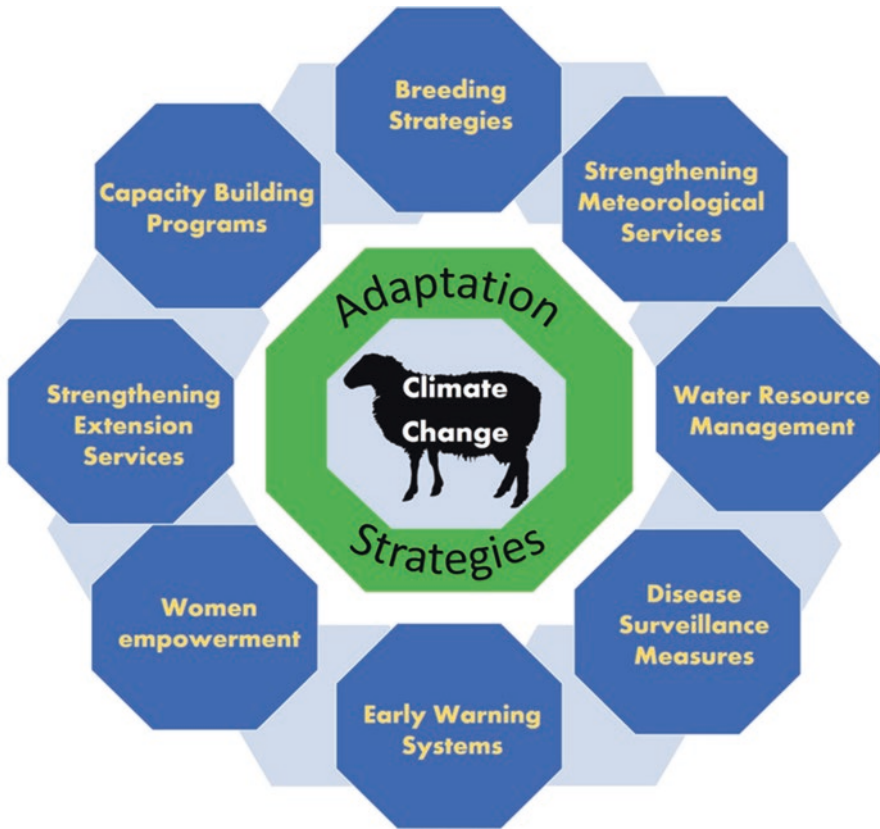 Breeding
Strategies
Strengthening
Meteorological
Services
Water Resource
Management
Disease
Surveillance
Measures
Early Warning
Systems
Women
empowerment
Strengthening
Extension
Services
Capacity Building
Programs
Adaptation
Climate
Change
Strategies